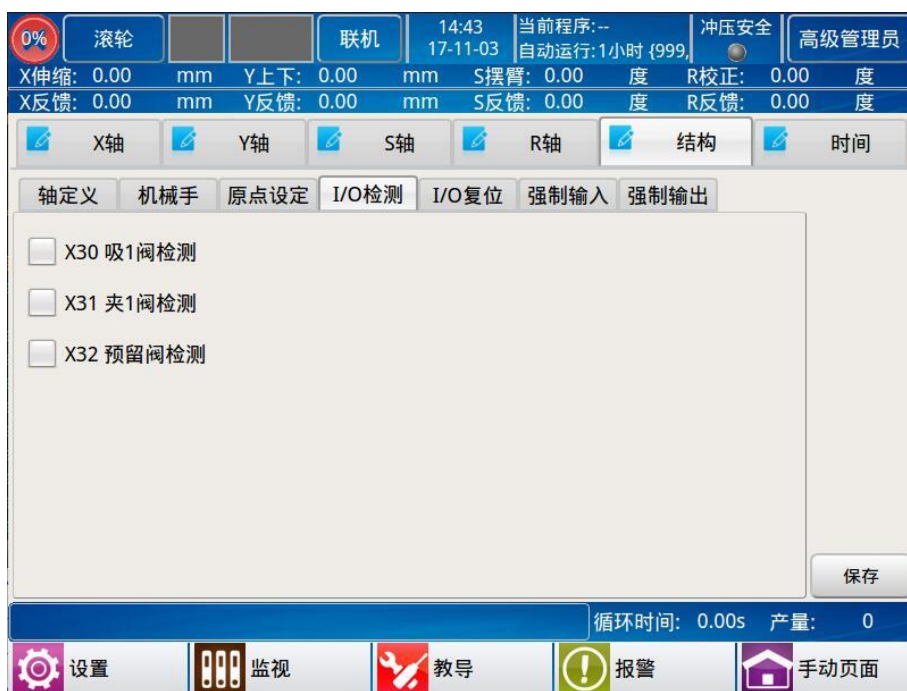 0% 滚轮 联机 14:43 当前程序:-- 冲压安全 高级管理员
17-11-03 自动运行:1小时 {999,
X伸缩: 0.00 mm Y上下: 0.00 mm S摆臂: 0.00 度 R校正: 0.00 度
X反馈: 0.00 mm Y反馈: 0.00 mm S反馈: 0.00 度 R反馈: 0.00 度
X轴 Y轴 S轴 R轴 结构 时间
轴定义 机械手 原点设定 I/O检测 I/O复位 强制输入 强制输出
X30 吸1阀检测
X31 夹1阀检测
X32 预留阀检测
保存
循环时间: 0.00s 产量: 0
设置 监视 教导 报警 手动页面